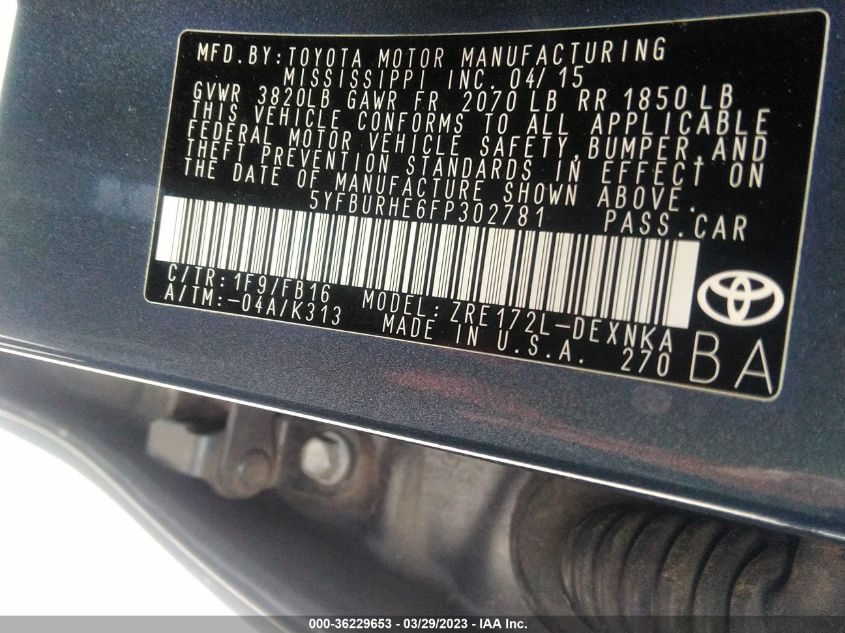 MFD. BY: TOYOTA MOTOR MANUFACTURING
MISSISSIPPI INC. 04/15
GVWR 3820LB GAWR FR 2070 LB RR 1850 LB
THIS VEHICLE CONFORMS TO ALL APPLICABLE
FEDERAL MOTOR VEHICLE SAFETY, BUMPER, AND
THEFT PREVENTION STANDARDS IN EFFECT ON
THE DATE OF MANUFACTURE SHOWN ABOVE.
5YFBURHE6FP302781 PASS. CAR
C/TR: 1F9/FB16 MODEL: ZRE172L-DEXNKA
A/TM: -04A/K313 MADE IN U.S.A. 270
BA
000-36229653 / 03/29/2023 - IAA Inc.